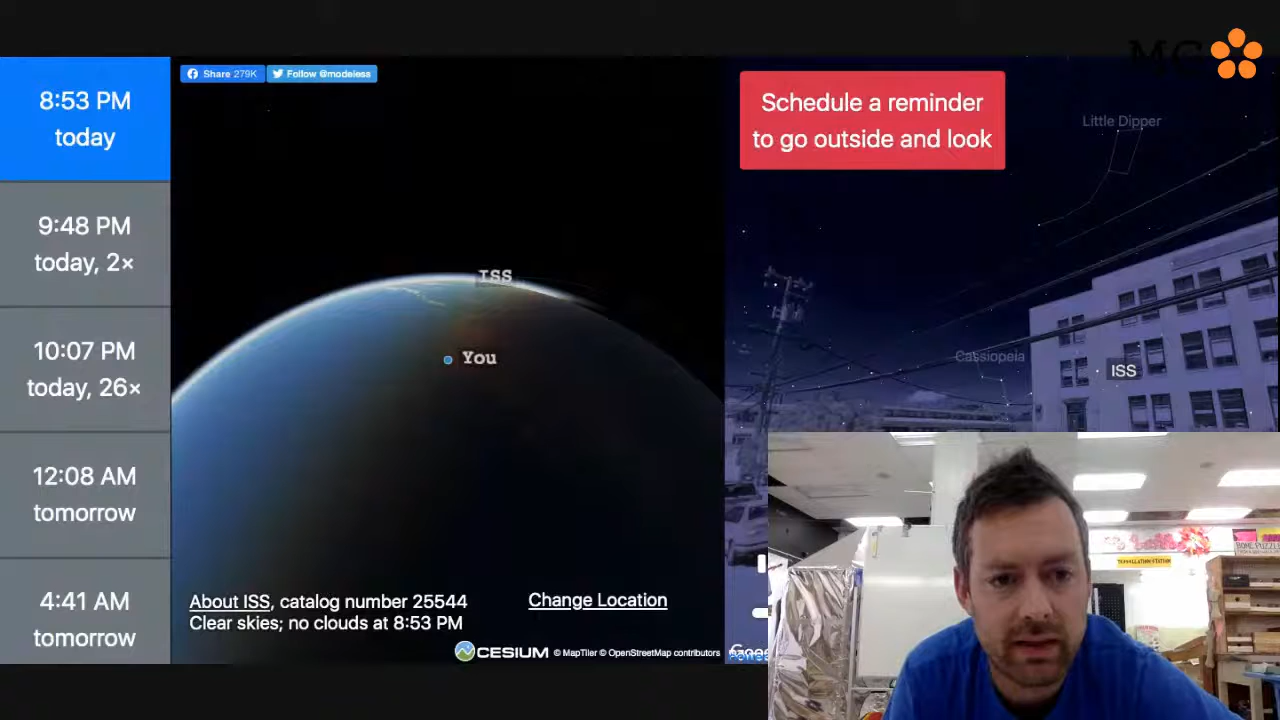 8:53 PM
today
9:48 PM
today, 2×
10:07 PM
today, 26×
12:08 AM
tomorrow
4:41 AM
tomorrow
Share 279K
Follow @modeless
ISS
You
About ISS, catalog number 25544
Clear skies; no clouds at 8:53 PM
Change Location
CESIUM © MapTiler © OpenStreetMap contributors
Schedule a reminder
to go outside and look
Little Dipper
Cassiopeia
ISS
MG